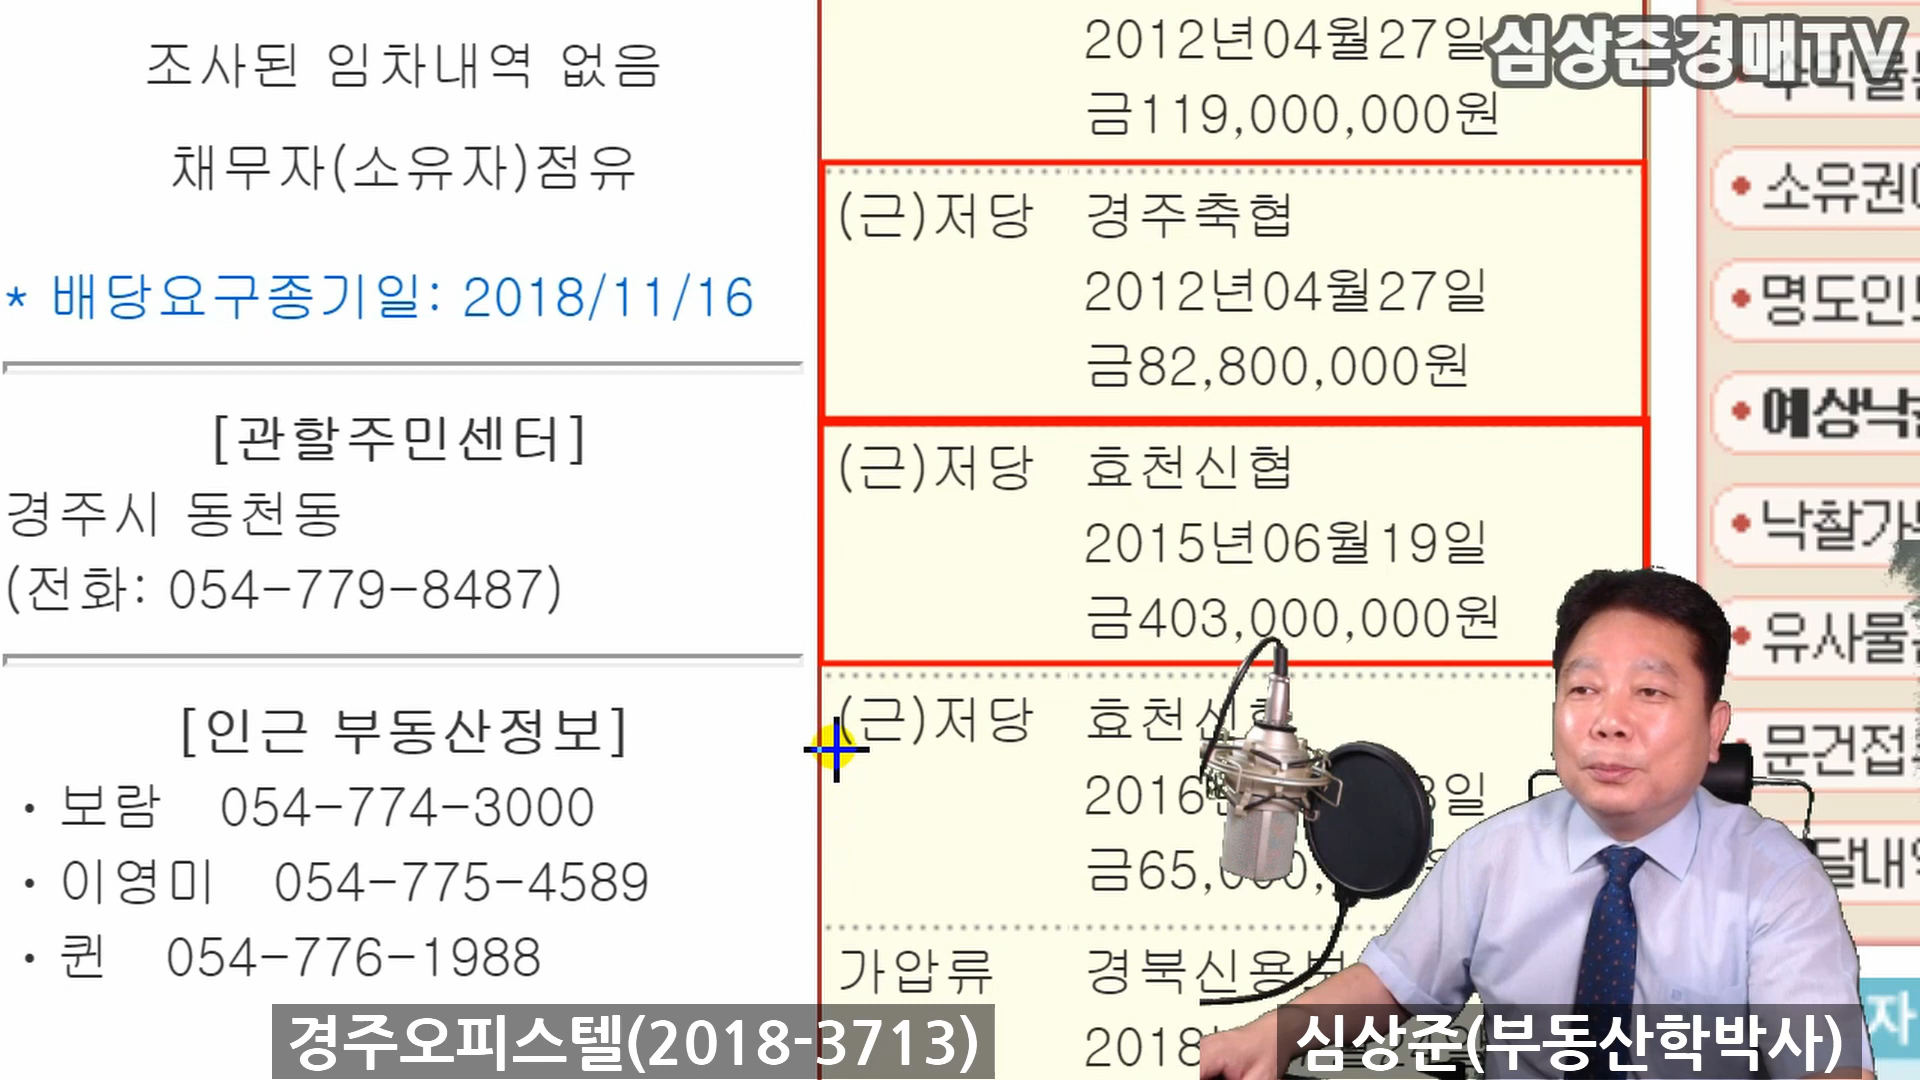 조사된 임차내역 없음
채무자(소유자)점유
* 배당요구종기일: 2018/11/16
[관할주민센터]
경주시 동천동
(전화: 054-779-8487)
[인근 부동산정보]
· 보람 054-774-3000
· 이영미 054-775-4589
· 퀸 054-776-1988
2012년04월27일
금119,000,000원
(근)저당 경주축협
2012년04월27일
금82,800,000원
(근)저당 효천신협
2015년06월19일
금403,000,000원
(근)저당 효천신협
2016
금65,
가압류 경북신용보
2018
심상준경매TV
• 소유권
• 명도인
• 예상낙
• 낙찰가
• 유사물
문건접
달내
자
경주오피스텔(2018-3713)
심상준(부동산학박사)